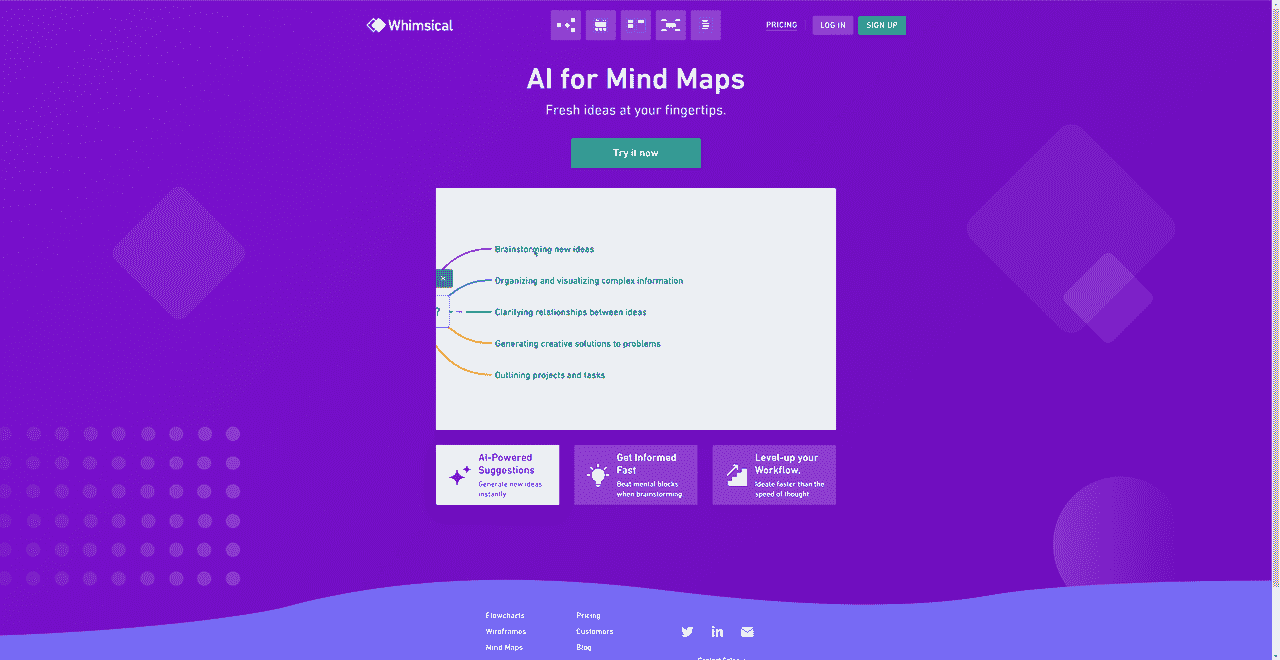 Whimsical
PRICING
LOG IN
SIGN UP
AI for Mind Maps
Fresh ideas at your fingertips.
Try it now
Brainstorming new ideas
Organizing and visualizing complex information
?
Clarifying relationships between ideas
Generating creative solutions to problems
Outlining projects and tasks
AI-Powered
Suggestions
Generate new ideas
instantly
Get Informed
Fast
Beat mental blocks
when brainstorming
Level-up your
Workflow.
Ideate faster than the
speed of thought
Flowcharts
Wireframes
Mind Maps
Pricing
Customers
Blog